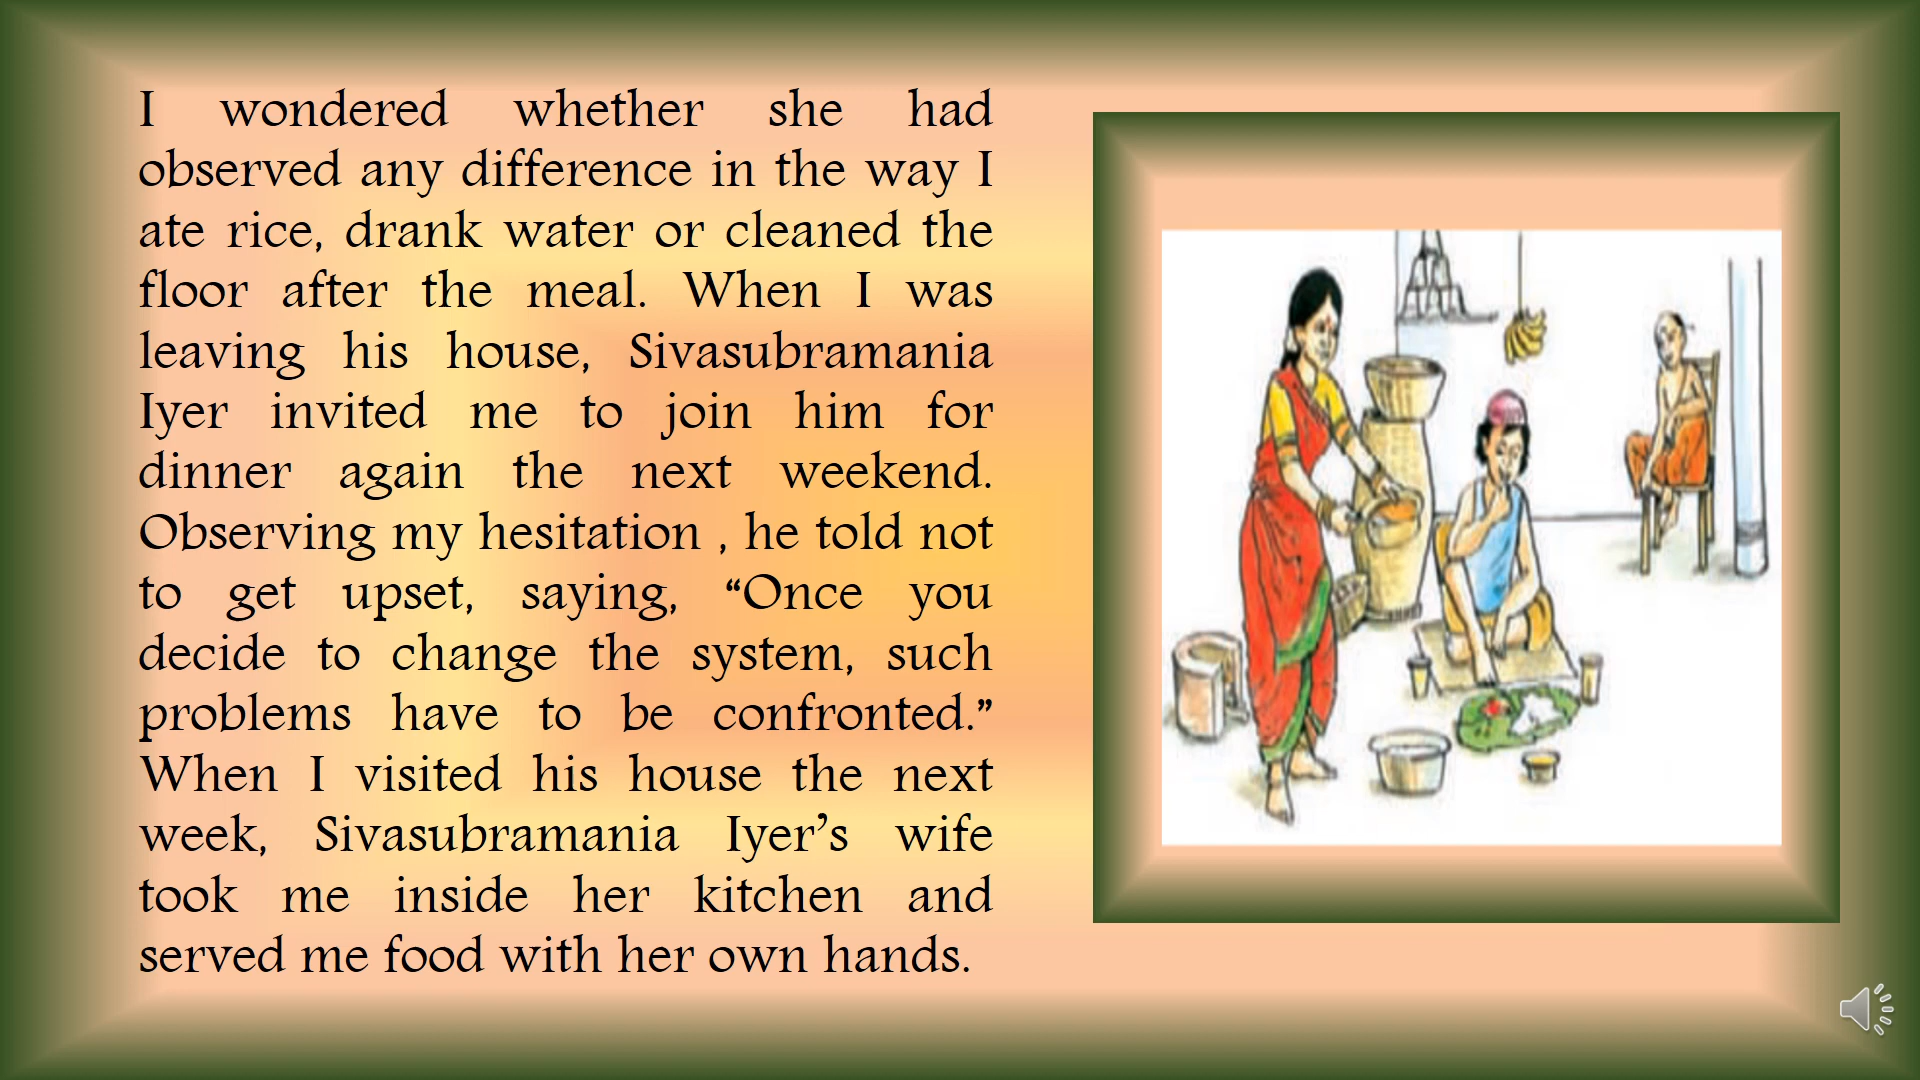 I wondered whether she had
observed any difference in the way I
ate rice, drank water or cleaned the
floor after the meal. When I was
leaving his house, Sivasubramania
Iyer invited me to join him for
dinner again the next weekend.
Observing my hesitation , he told not
to get upset, saying, “Once you
decide to change the system, such
problems have to be confronted.”
When I visited his house the next
week, Sivasubramania Iyer’s wife
took me inside her kitchen and
served me food with her own hands.